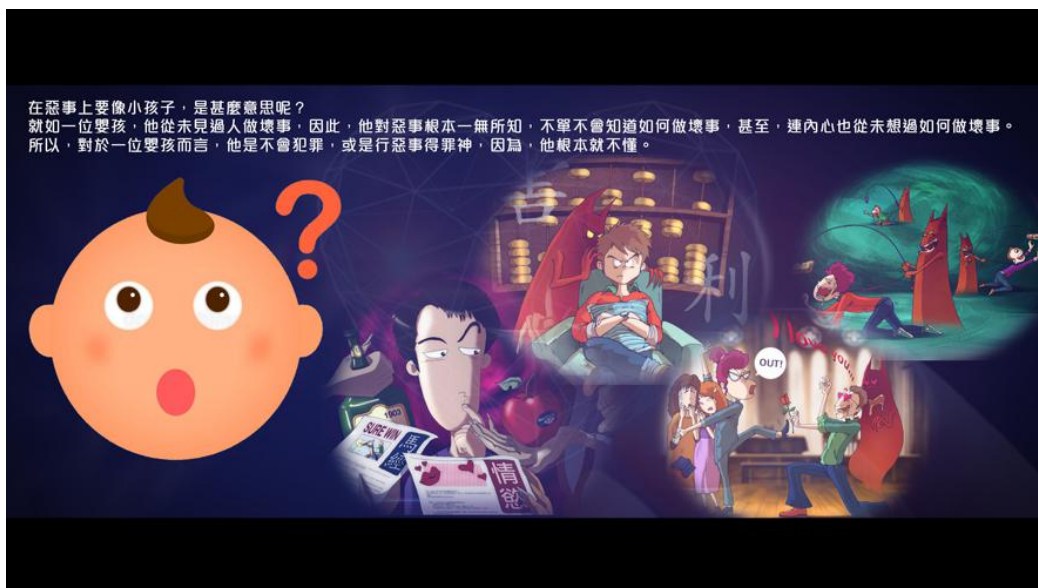 在惡事上要像小孩子，是甚麼意思呢？
就如一位嬰孩，他從未見過人做壞事，因此，他對惡事根本一無所知，不單不會知道如何做壞事，甚至，連內心也從未想過如何做壞事。
所以，對於一位嬰孩而言，他是不會犯罪，或是行惡事得罪神，因為，他根本就不懂。
?
利
OUT!
1900
SURE WIN
情慾